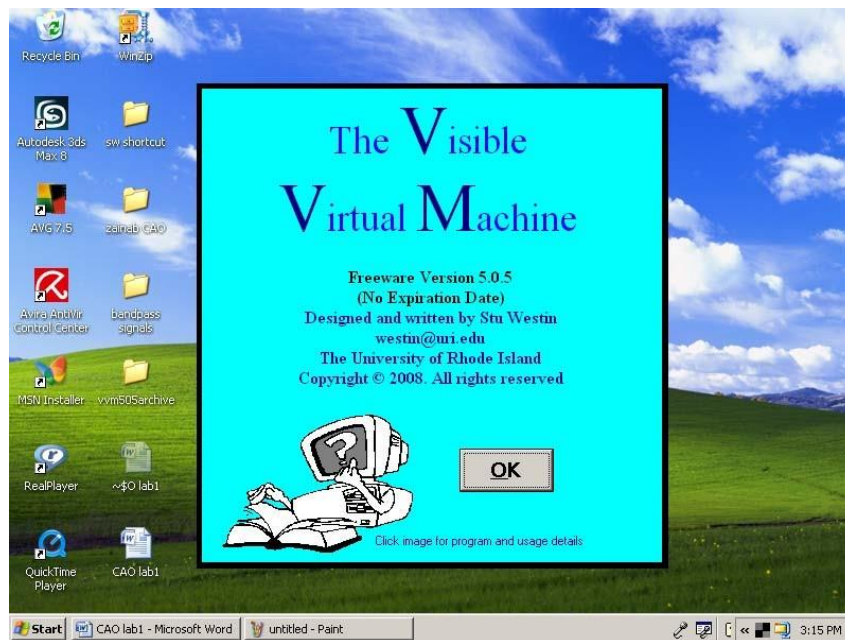 Recycle Bin
WinZip
Autodesk 3ds
Max 8
sw shortcut
AVG 7.5
zainab CAO
Avira AntiVir
Control Center
bandpass
signals
MSN Installer
vvm505archive
RealPlayer
~$O lab1
QuickTime
Player
CAO lab1
The Visible
Virtual Machine
Freeware Version 5.0.5
(No Expiration Date)
Designed and written by Stu Westin
westin@uri.edu
The University of Rhode Island
Copyright © 2008. All rights reserved
OK
Click image for program and usage details
Start
CAO lab1 - Microsoft Word
untitled - Paint
3:15 PM